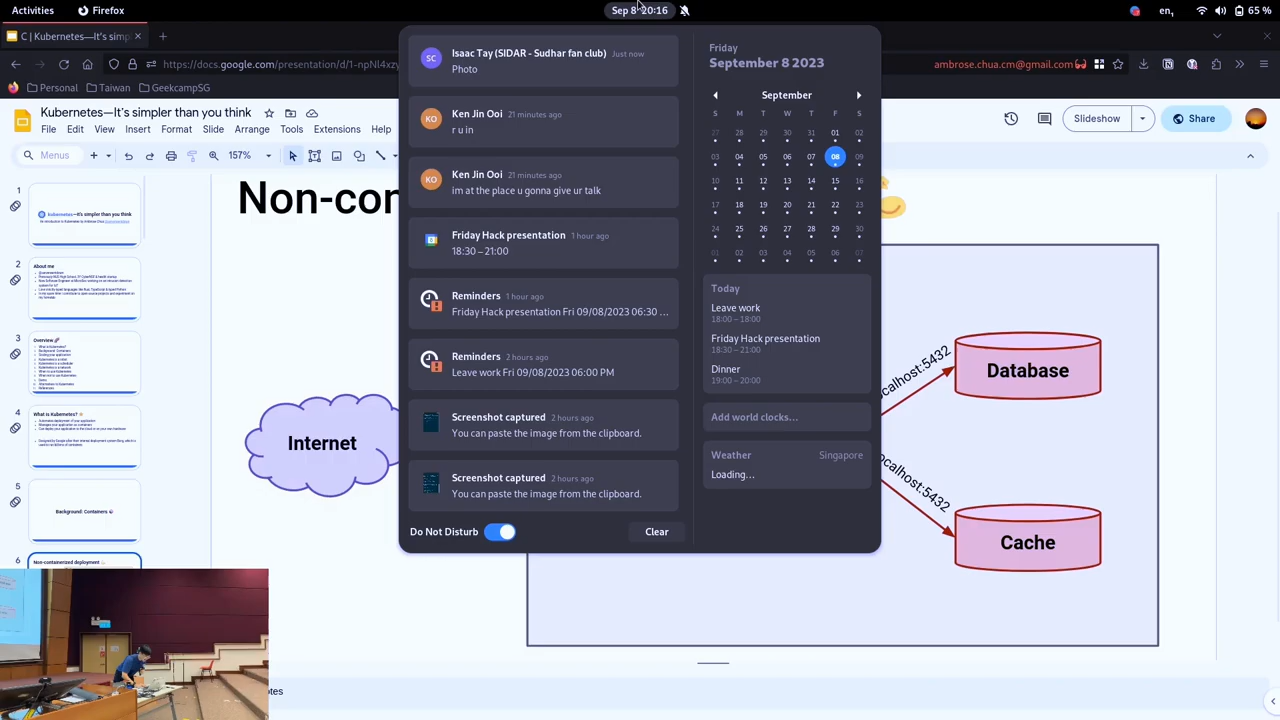 Activities
Firefox
Sep 8 20:16
en,
65 %
C | Kubernetes—It's simp
https://docs.google.com/presentation/d/1-npNl4xzy
ambrose.chua.cm@gmail.com
Personal
Taiwan
GeekcampSG
Kubernetes—It's simpler than you think
File Edit View Insert Format Slide Arrange Tools Extensions Help
Slideshow
Share
Menus
157%
1
kubernetes—It's simpler than you think
2
About me
3
Overview
4
What is Kubernetes?
5
Background: Containers
6
Non-containerized deployment
Non-con
Internet
localhost:5432
Database
localhost:5432
Cache
otes
SC
Isaac Tay (SIDAR - Sudhar fan club) Just now
Photo
KO
Ken Jin Ooi 21 minutes ago
r u in
KO
Ken Jin Ooi 21 minutes ago
im at the place u gonna give ur talk
Friday Hack presentation 1 hour ago
18:30 – 21:00
Reminders 1 hour ago
Friday Hack presentation Fri 09/08/2023 06:30 …
Reminders 2 hours ago
Leave work Fri 09/08/2023 06:00 PM
Screenshot captured 2 hours ago
You can paste the image from the clipboard.
Screenshot captured 2 hours ago
You can paste the image from the clipboard.
Do Not Disturb
Clear
Friday
September 8 2023
September
S M T W T F S
27 28 29 30 31 01 02
03 04 05 06 07 08 09
10 11 12 13 14 15 16
17 18 19 20 21 22 23
24 25 26 27 28 29 30
01 02 03 04 05 06 07
Today
Leave work
18:00 – 18:00
Friday Hack presentation
18:30 – 21:00
Dinner
19:00 – 20:00
Add world clocks…
Weather
Singapore
Loading…